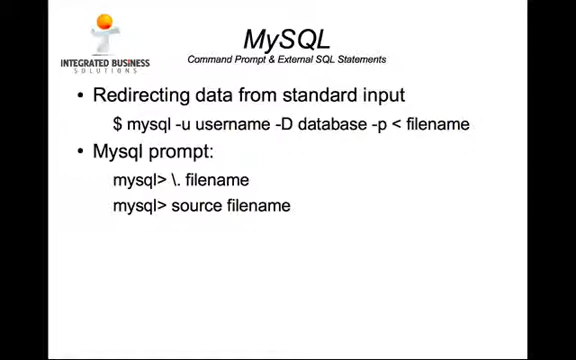 INTEGRATED BUSINESS
SOLUTIONS
MySQL
Command Prompt & External SQL Statements
• Redirecting data from standard input
$ mysql -u username -D database -p < filename
• Mysql prompt:
mysql> \. filename
mysql> source filename